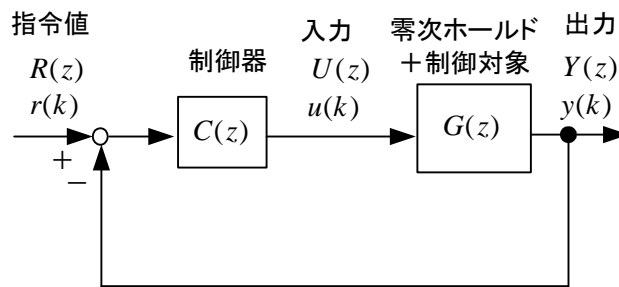 指令値
R(z)
r(k)
制御器
入力
U(z)
u(k)
零次ホールド
+制御対象
出力
Y(z)
y(k)
C(z)
G(z)
+
−